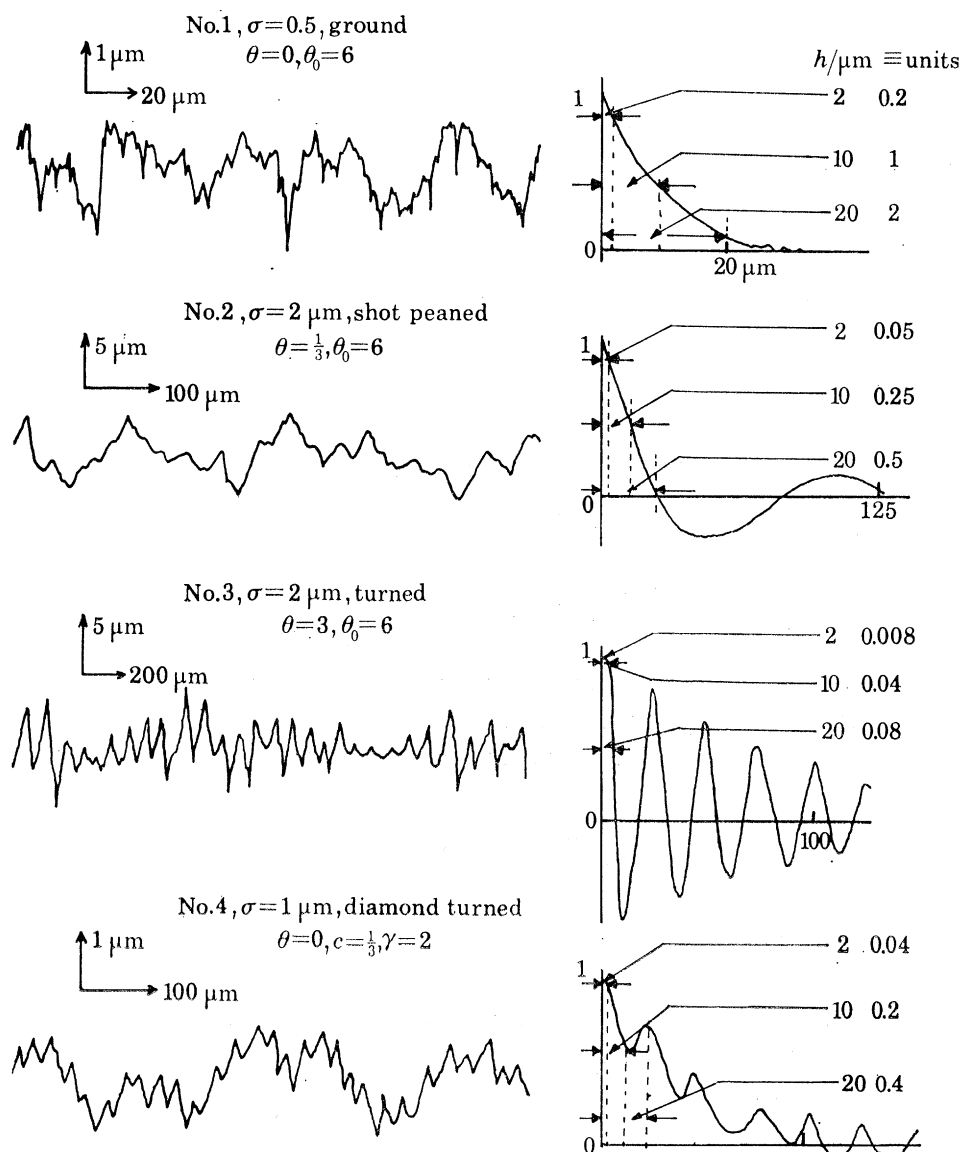 No.1, σ=0.5, ground
θ=0, θ₀=6
1 μm
20 μm
h/μm ≡units
1
2 0.2
10 1
20 2
0
20 μm
No.2, σ=2 μm, shot peaned
θ=⅓, θ₀=6
5 μm
100 μm
1
2 0.05
10 0.25
20 0.5
0
125
No.3, σ=2 μm, turned
θ=3, θ₀=6
5 μm
200 μm
1
2 0.008
10 0.04
20 0.08
0
100
No.4, σ=1 μm, diamond turned
θ=0, c=⅓, γ=2
1 μm
100 μm
1
2 0.04
10 0.2
20 0.4
0